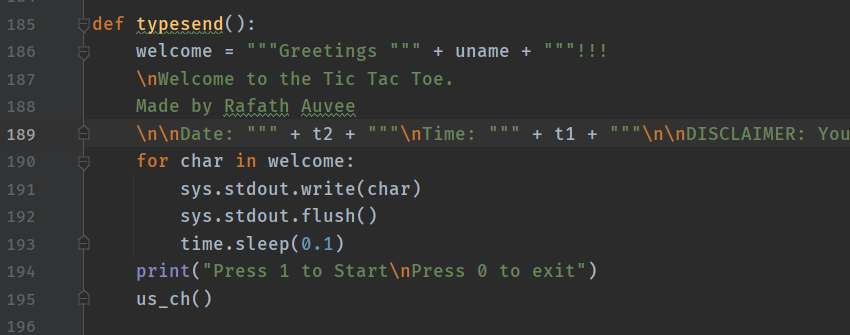 185 def typesend():
186 welcome = """Greetings """ + uname + """!!!
187 \nWelcome to the Tic Tac Toe.
188 Made by Rafath Auvee
189 \n\nDate: """ + t2 + """\nTime: """ + t1 + """\n\nDISCLAIMER: You
190 for char in welcome:
191 sys.stdout.write(char)
192 sys.stdout.flush()
193 time.sleep(0.1)
194 print("Press 1 to Start\nPress 0 to exit")
195 us_ch()
196